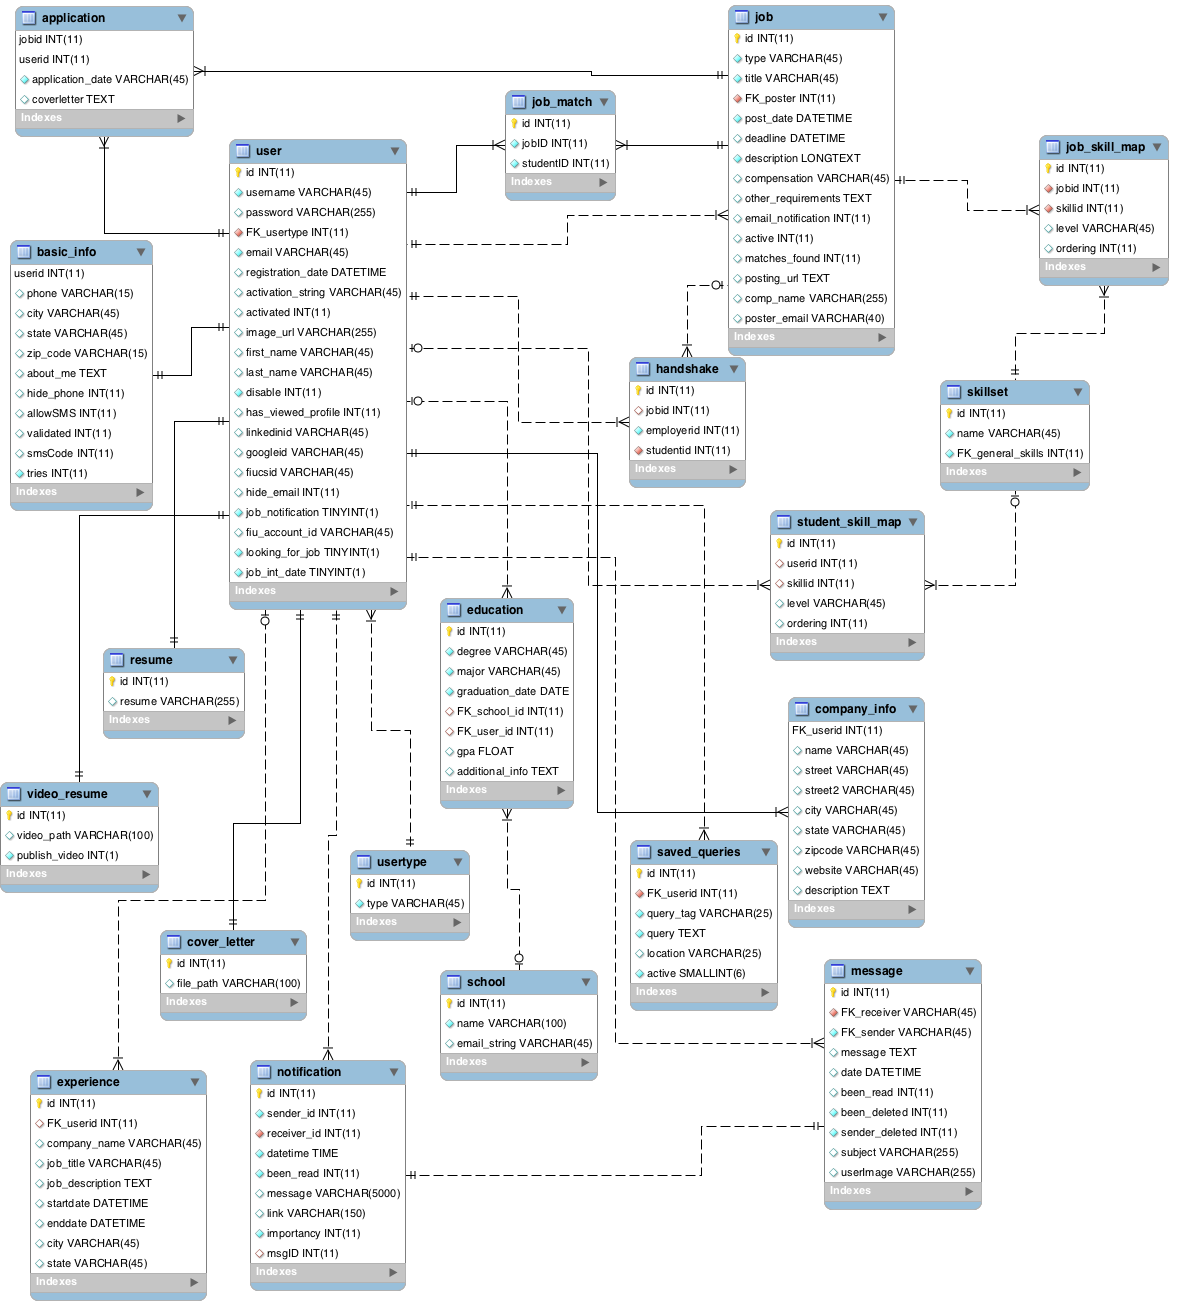 application
jobid INT(11)
userid INT(11)
application_date VARCHAR(45)
coverletter TEXT
Indexes
job
id INT(11)
type VARCHAR(45)
title VARCHAR(45)
FK_poster INT(11)
post_date DATETIME
deadline DATETIME
description LONGTEXT
compensation VARCHAR(45)
other_requirements TEXT
email_notification INT(11)
active INT(11)
matches_found INT(11)
posting_url TEXT
comp_name VARCHAR(255)
poster_email VARCHAR(40)
Indexes
job_match
id INT(11)
jobID INT(11)
studentID INT(11)
Indexes
job_skill_map
id INT(11)
jobid INT(11)
skillid INT(11)
level VARCHAR(45)
ordering INT(11)
Indexes
user
id INT(11)
username VARCHAR(45)
password VARCHAR(255)
FK_usertype INT(11)
email VARCHAR(45)
registration_date DATETIME
activation_string VARCHAR(45)
activated INT(11)
image_url VARCHAR(255)
first_name VARCHAR(45)
last_name VARCHAR(45)
disable INT(11)
has_viewed_profile INT(11)
linkedinid VARCHAR(45)
googleid VARCHAR(45)
fiucsid VARCHAR(45)
hide_email INT(11)
job_notification TINYINT(1)
fiu_account_id VARCHAR(45)
looking_for_job TINYINT(1)
job_int_date TINYINT(1)
Indexes
basic_info
userid INT(11)
phone VARCHAR(15)
city VARCHAR(45)
state VARCHAR(45)
zip_code VARCHAR(15)
about_me TEXT
hide_phone INT(11)
allowSMS INT(11)
validated INT(11)
smsCode INT(11)
tries INT(11)
Indexes
handshake
id INT(11)
jobid INT(11)
employerid INT(11)
studentid INT(11)
Indexes
skillset
id INT(11)
name VARCHAR(45)
FK_general_skills INT(11)
Indexes
student_skill_map
id INT(11)
userid INT(11)
skillid INT(11)
level VARCHAR(45)
ordering INT(11)
Indexes
education
id INT(11)
degree VARCHAR(45)
major VARCHAR(45)
graduation_date DATE
FK_school_id INT(11)
FK_user_id INT(11)
gpa FLOAT
additional_info TEXT
Indexes
resume
id INT(11)
resume VARCHAR(255)
Indexes
company_info
FK_userid INT(11)
name VARCHAR(45)
street VARCHAR(45)
street2 VARCHAR(45)
city VARCHAR(45)
state VARCHAR(45)
zipcode VARCHAR(45)
website VARCHAR(45)
description TEXT
Indexes
video_resume
id INT(11)
video_path VARCHAR(100)
publish_video INT(1)
Indexes
usertype
id INT(11)
type VARCHAR(45)
Indexes
saved_queries
id INT(11)
FK_userid INT(11)
query_tag VARCHAR(25)
query TEXT
location VARCHAR(25)
active SMALLINT(6)
Indexes
cover_letter
id INT(11)
file_path VARCHAR(100)
Indexes
school
id INT(11)
name VARCHAR(100)
email_string VARCHAR(45)
Indexes
message
id INT(11)
FK_receiver VARCHAR(45)
FK_sender VARCHAR(45)
message TEXT
date DATETIME
been_read INT(11)
been_deleted INT(11)
sender_deleted INT(11)
subject VARCHAR(255)
userImage VARCHAR(255)
Indexes
experience
id INT(11)
FK_userid INT(11)
company_name VARCHAR(45)
job_title VARCHAR(45)
job_description TEXT
startdate DATETIME
enddate DATETIME
city VARCHAR(45)
state VARCHAR(45)
Indexes
notification
id INT(11)
sender_id INT(11)
receiver_id INT(11)
datetime TIME
been_read INT(11)
message VARCHAR(5000)
link VARCHAR(150)
importancy INT(11)
msgID INT(11)
Indexes